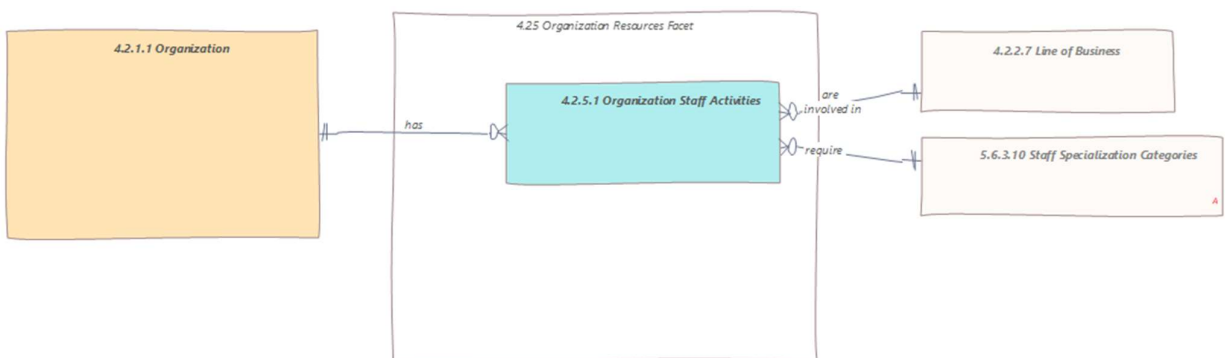 4.25 Organization Resources Facet
4.2.1.1 Organization
4.2.2.7 Line of Business
4.2.5.1 Organization Staff Activities
are
involved in
has
require
5.6.3.10 Staff Specialization Categories
A